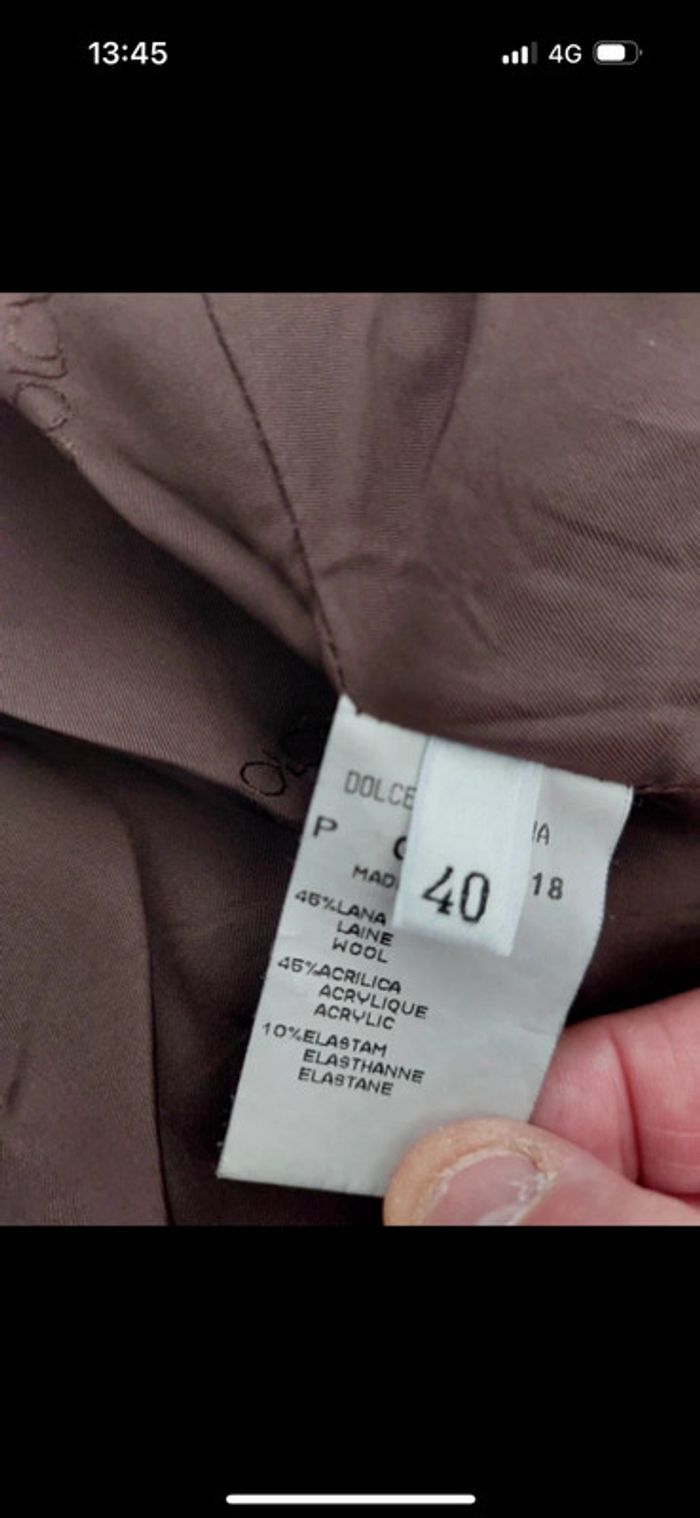 13:45
4G
DOLCE
P
MAD
40
18
45%LANA
LAINE
WOOL
45%ACRILICA
ACRYLIQUE
ACRYLIC
10%ELASTAM
ELASTHANNE
ELASTANE